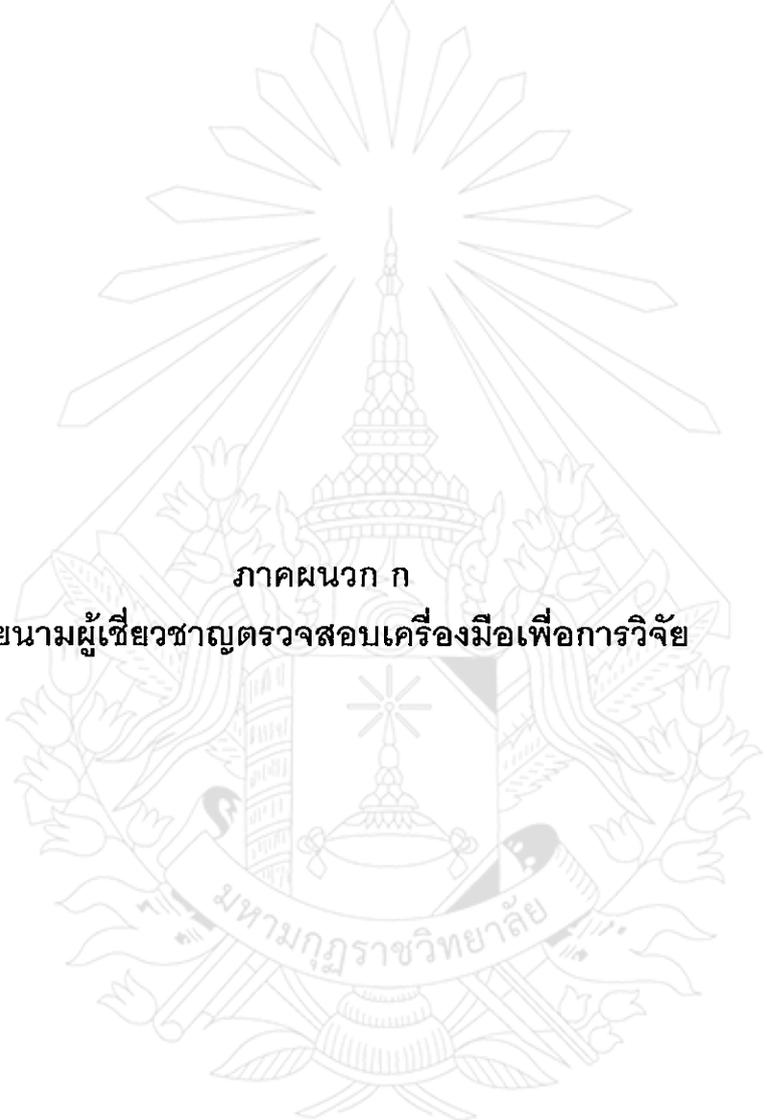 ภาคผนวก ก
ยนามผู้เชี่ยวชาญตรวจสอบเครื่องมือเพื่อการวิจัย
มหามกุฏราชวิทยาลัย